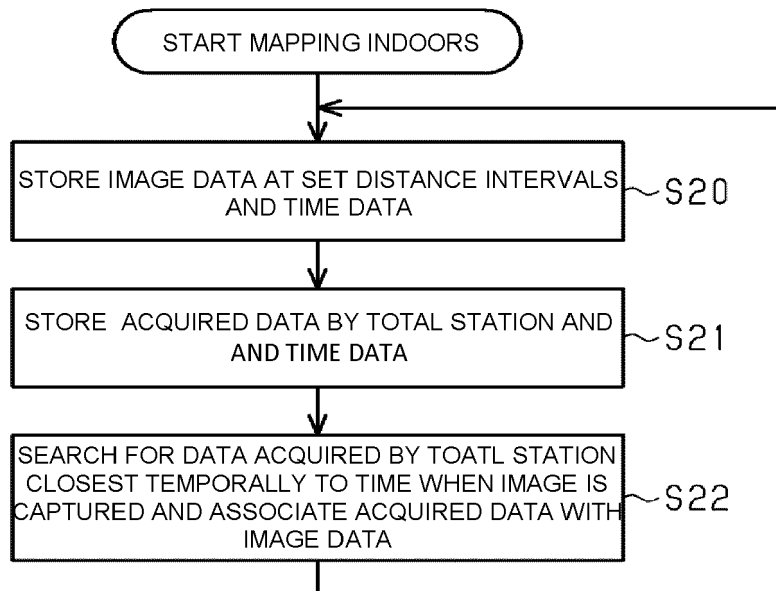 START MAPPING INDOORS
STORE IMAGE DATA AT SET DISTANCE INTERVALS
AND TIME DATA
S20
STORE ACQUIRED DATA BY TOTAL STATION AND
AND TIME DATA
S21
SEARCH FOR DATA ACQUIRED BY TOATL STATION
CLOSEST TEMPORALLY TO TIME WHEN IMAGE IS
CAPTURED AND ASSOCIATE ACQUIRED DATA WITH
IMAGE DATA
S22